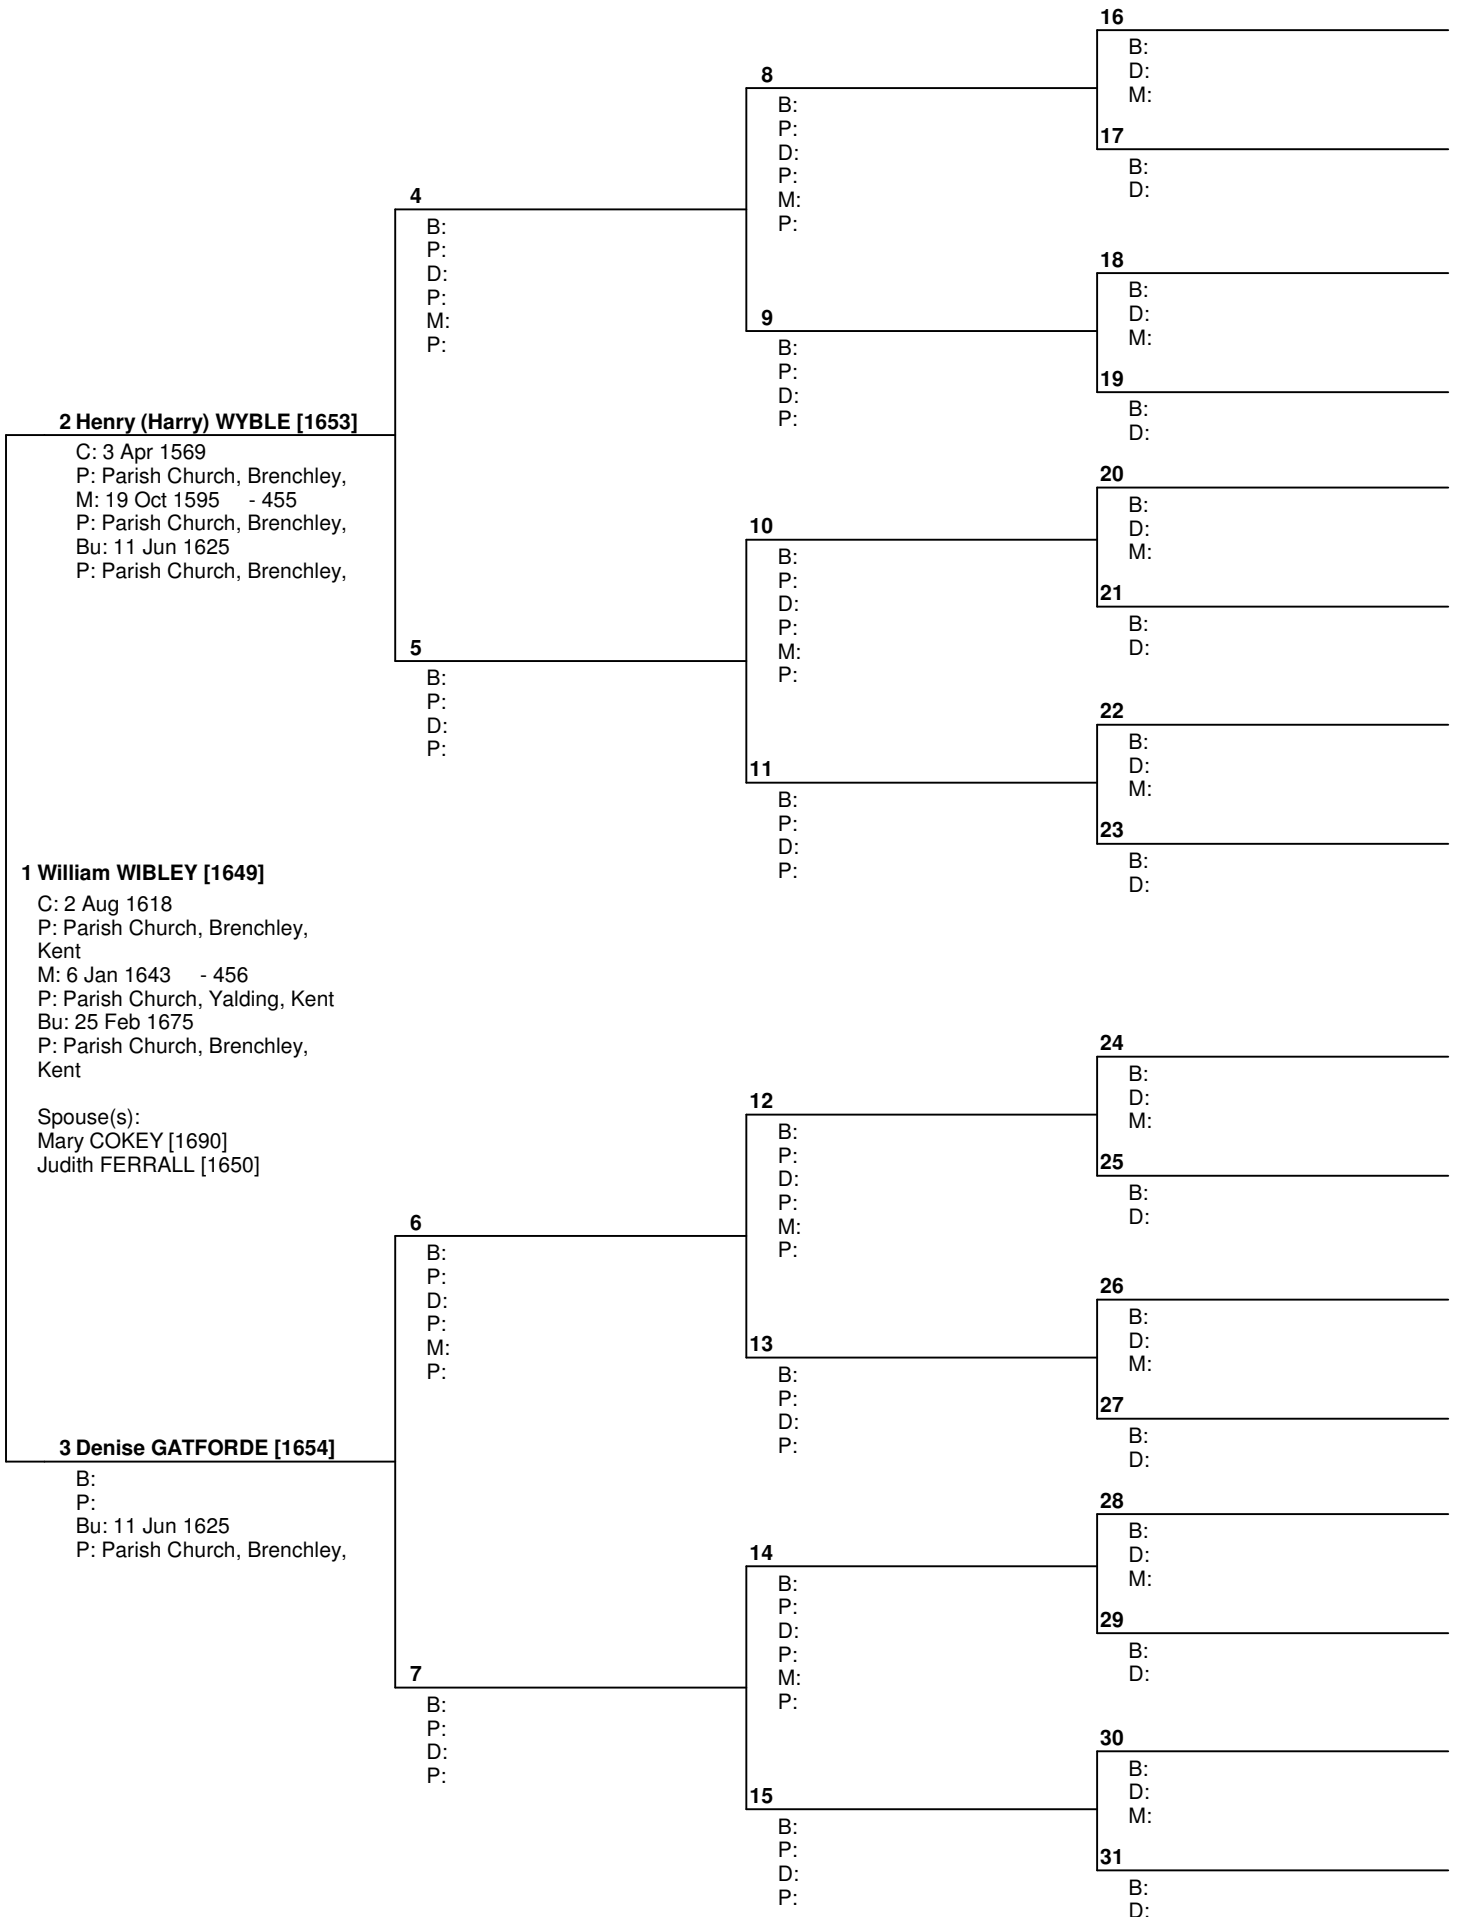 16
B:
D:
M:
8
B:
P:
D:
P:
M:
P:
17
B:
D:
4
B:
P:
D:
P:
M:
P:
18
B:
D:
M:
9
B:
P:
D:
P:
19
B:
D:
2 Henry (Harry) WYBLE [1653]
C: 3 Apr 1569
P: Parish Church, Brenchley,
M: 19 Oct 1595 - 455
P: Parish Church, Brenchley,
Bu: 11 Jun 1625
P: Parish Church, Brenchley,
20
B:
D:
M:
10
B:
P:
D:
P:
M:
P:
21
B:
D:
5
B:
P:
D:
P:
22
B:
D:
M:
11
B:
P:
D:
P:
23
B:
D:
1 William WIBLEY [1649]
C: 2 Aug 1618
P: Parish Church, Brenchley,
Kent
M: 6 Jan 1643 - 456
P: Parish Church, Yalding, Kent
Bu: 25 Feb 1675
P: Parish Church, Brenchley,
Kent
Spouse(s):
Mary COKEY [1690]
Judith FERRALL [1650]
24
B:
D:
M:
12
B:
P:
D:
P:
M:
P:
25
B:
D:
6
B:
P:
D:
P:
M:
P:
26
B:
D:
M:
13
B:
P:
D:
P:
27
B:
D:
3 Denise GATFORDE [1654]
B:
P:
Bu: 11 Jun 1625
P: Parish Church, Brenchley,
28
B:
D:
M:
14
B:
P:
D:
P:
M:
P:
29
B:
D:
7
B:
P:
D:
P:
30
B:
D:
M:
15
B:
P:
D:
P:
31
B:
D: